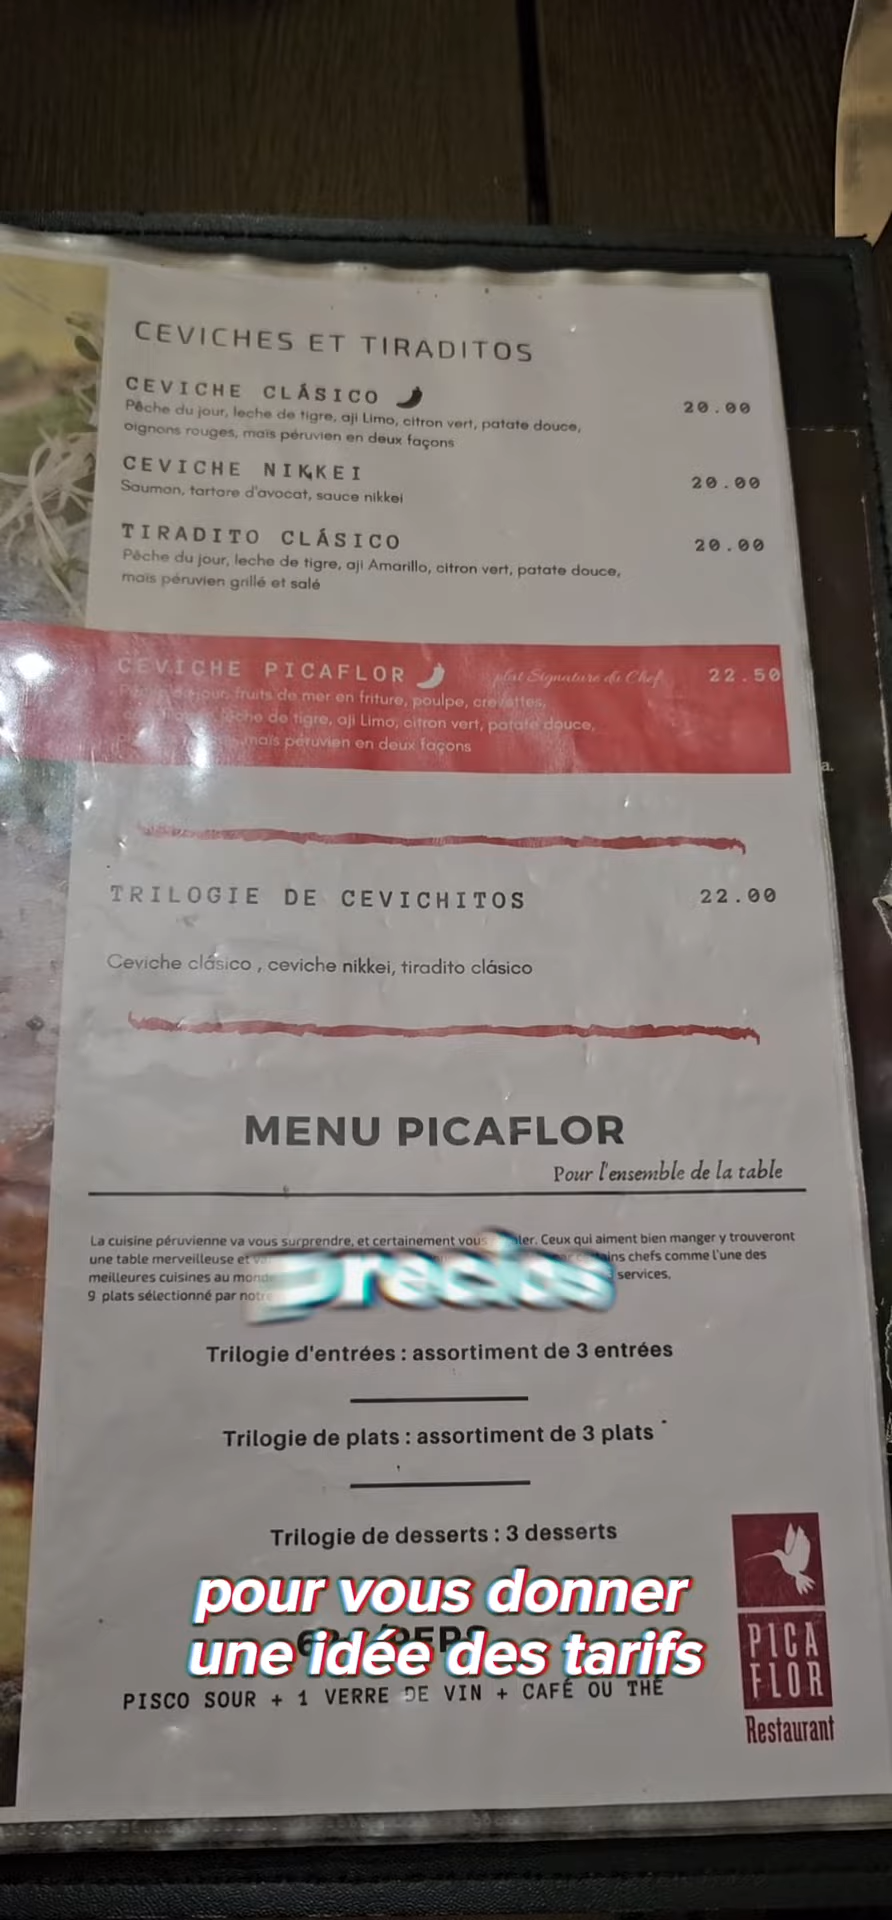 CEVICHES ET TIRADITOS
CEVICHE CLÁSICO 20.00
Pêche du jour, leche de tigre, aji Limo, citron vert, patate douce,
oignons rouges, maïs péruvien en deux façons
CEVICHE NIKKEI 20.00
Saumon, tartare d'avocat, sauce nikkei
TIRADITO CLÁSICO 20.00
Pêche du jour, leche de tigre, aji Amarillo, citron vert, patate douce,
maïs péruvien grillé et salé
CEVICHE PICAFLOR plat Signature du Chef 22.50
jour, fruits de mer en friture, poulpe, crevettes,
leche de tigre, aji Limo, citron vert, patate douce,
maïs péruvien en deux façons
TRILOGIE DE CEVICHITOS 22.00
Ceviche clásico , ceviche nikkei, tiradito clásico
MENU PICAFLOR
Pour l'ensemble de la table
La cuisine péruvienne va vous surprendre, et certainement vous Ceux qui aiment bien manger y trouveront
une table merveilleuse et chefs comme l'une des
meilleures cuisines au monde services,
9 plats sélectionné par notre
precios
Trilogie d'entrées : assortiment de 3 entrées
Trilogie de plats : assortiment de 3 plats
Trilogie de desserts : 3 desserts
pour vous donner
une idée des tarifs
PISCO SOUR + 1 VERRE DE VIN + CAFÉ OU THÉ
PICA
FLOR
Restaurant